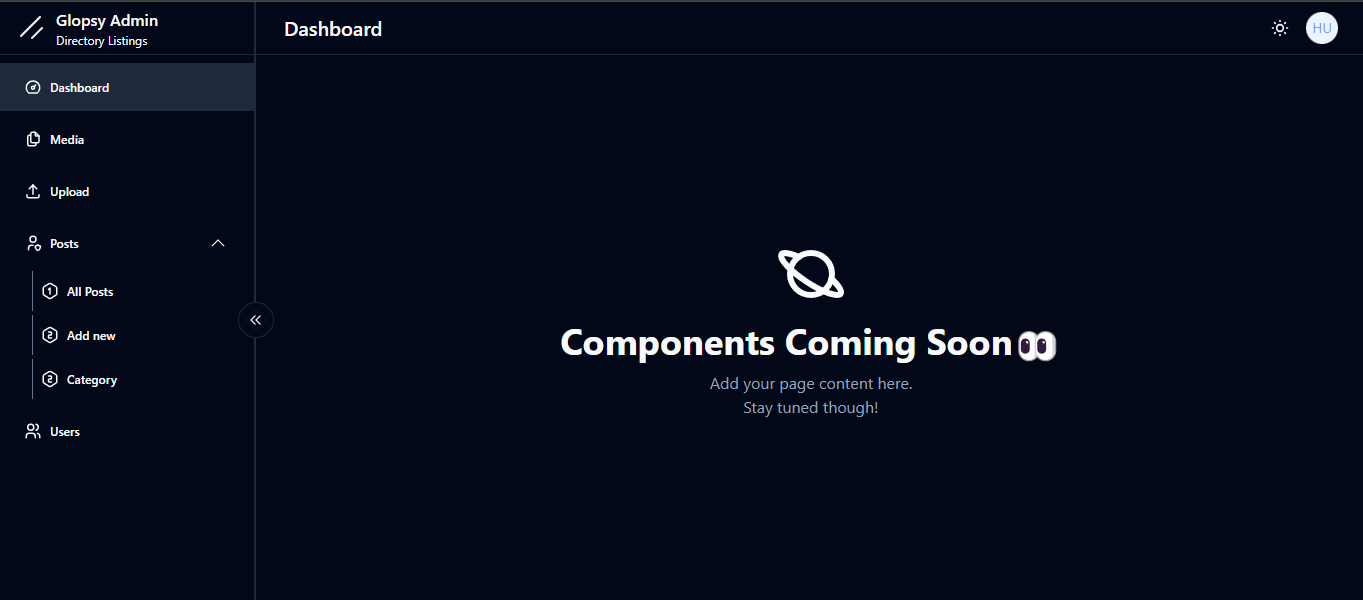 Glopsy Admin
Directory Listings
Dashboard
Media
Upload
Posts
1 All Posts
2 Add new
2 Category
Users
Dashboard
HU
Components Coming Soon👀
Add your page content here.
Stay tuned though!